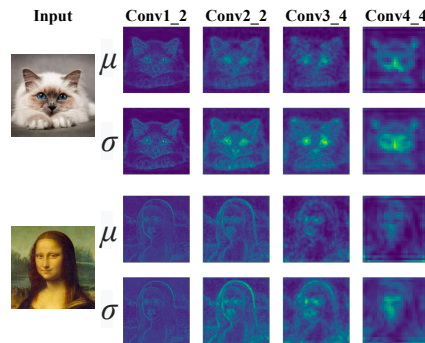 Input Conv1_2 Conv2_2 Conv3_4 Conv4_4
μ
σ
μ
σ